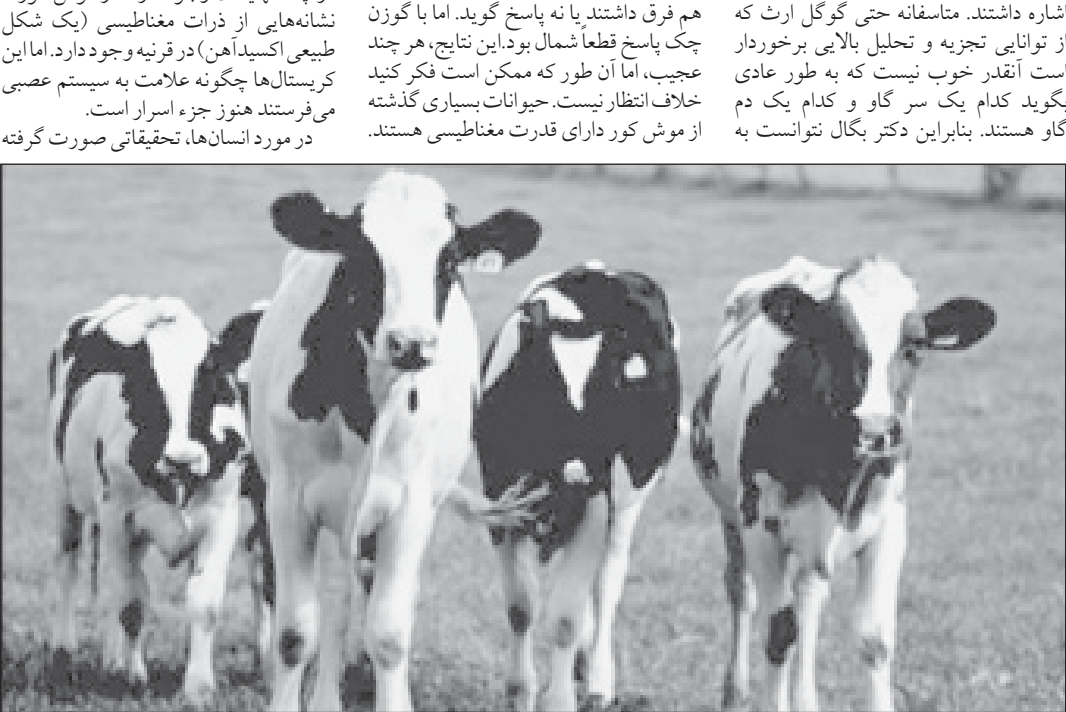 اشاره داشتند. متاسفانه حتی گوگل ارث که
از توانایی تجزیه و تحلیل بالایی برخوردار
است آنقدر خوب نیست که به طور عادی
بگوید کدام یک سر گاو و کدام یک دم
گاو هستند. بنابراین دکتر بگال نتوانست به
هم فرق داشتند یا نه پاسخ گوید. اما با گوزن
چک پاسخ قطعاً شمال بود.این نتایج، هر چند
عجیب، اما آن طور که ممکن است فکر کنید
خلاف انتظار نیست. حیوانات بسیاری گذشته
از موش کور دارای قدرت مغناطیسی هستند.
نشانه‌هایی از ذرات مغناطیسی (یک شکل
طبیعی اکسیدآهن) در قرنیه وجود دارد. اما این
کریستال‌ها چگونه علامت به سیستم عصبی
می‌فرستند هنوز جزء اسرار است.
در مورد انسان‌ها، تحقیقاتی صورت گرفته